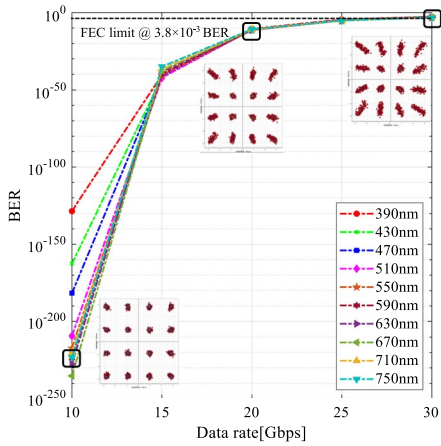 10^0
FEC limit @ 3.8×10^-3 BER
10^-50
10^-100
10^-150
10^-200
10^-250
BER
390nm
430nm
470nm
510nm
550nm
590nm
630nm
670nm
710nm
750nm
10 15 20 25 30
Data rate[Gbps]